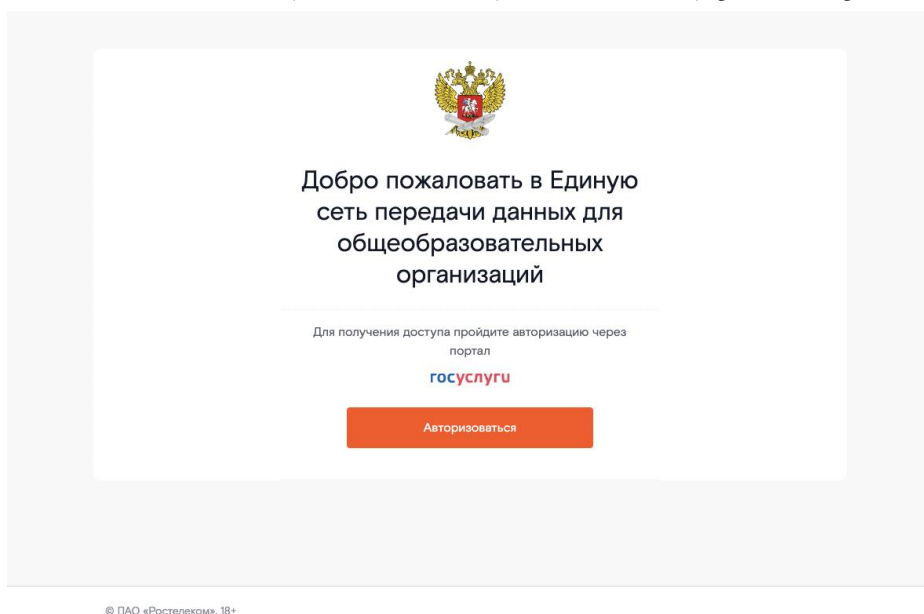 Добро пожаловать в Единую
сеть передачи данных для
общеобразовательных
организаций
Для получения доступа пройдите авторизацию через
портал
госуслуги
Авторизоваться
© ПАО «Ростелеком». 18+